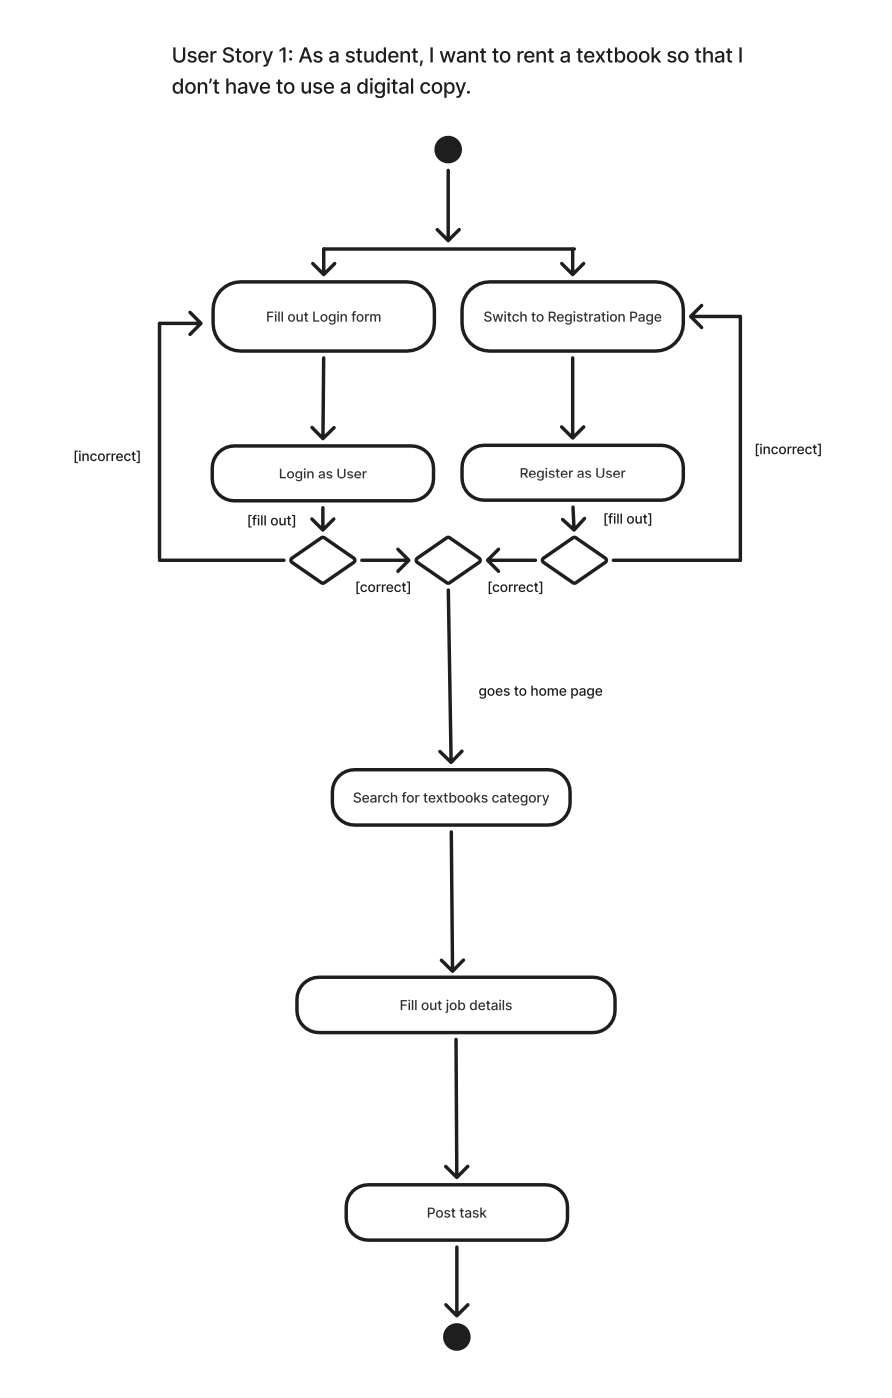 User Story 1: As a student, I want to rent a textbook so that I
don’t have to use a digital copy.
Fill out Login form
Switch to Registration Page
[incorrect]
[incorrect]
Login as User
Register as User
[fill out]
[fill out]
[correct]
[correct]
goes to home page
Search for textbooks category
Fill out job details
Post task